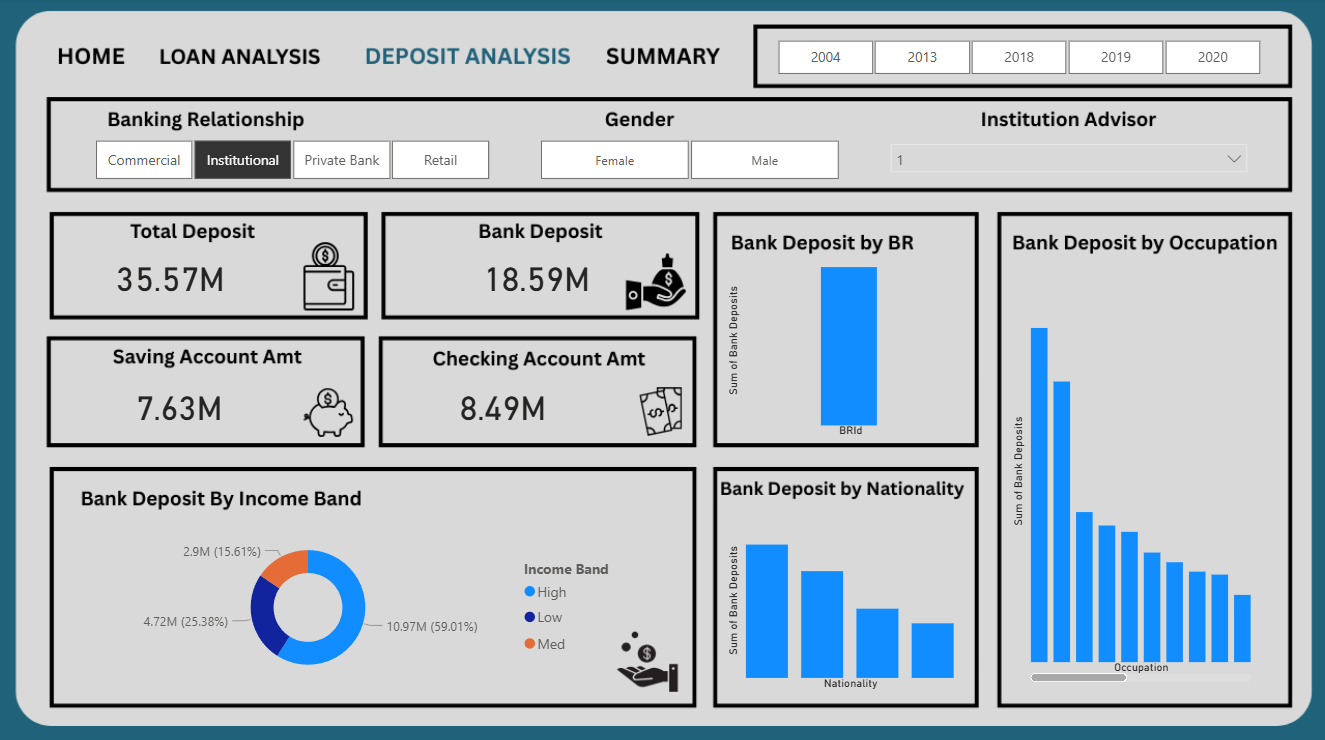 HOME LOAN ANALYSIS DEPOSIT ANALYSIS SUMMARY
2004 2013 2018 2019 2020
Banking Relationship
Commercial Institutional Private Bank Retail
Gender
Female Male
Institution Advisor
1
Total Deposit
35.57M
Bank Deposit
18.59M
Saving Account Amt
7.63M
Checking Account Amt
8.49M
Bank Deposit by BR
Sum of Bank Deposits
BRId
Bank Deposit by Occupation
Sum of Bank Deposits
Occupation
Bank Deposit By Income Band
2.9M (15.61%)
4.72M (25.38%)
10.97M (59.01%)
Income Band
High
Low
Med
Bank Deposit by Nationality
Sum of Bank Deposits
Nationality